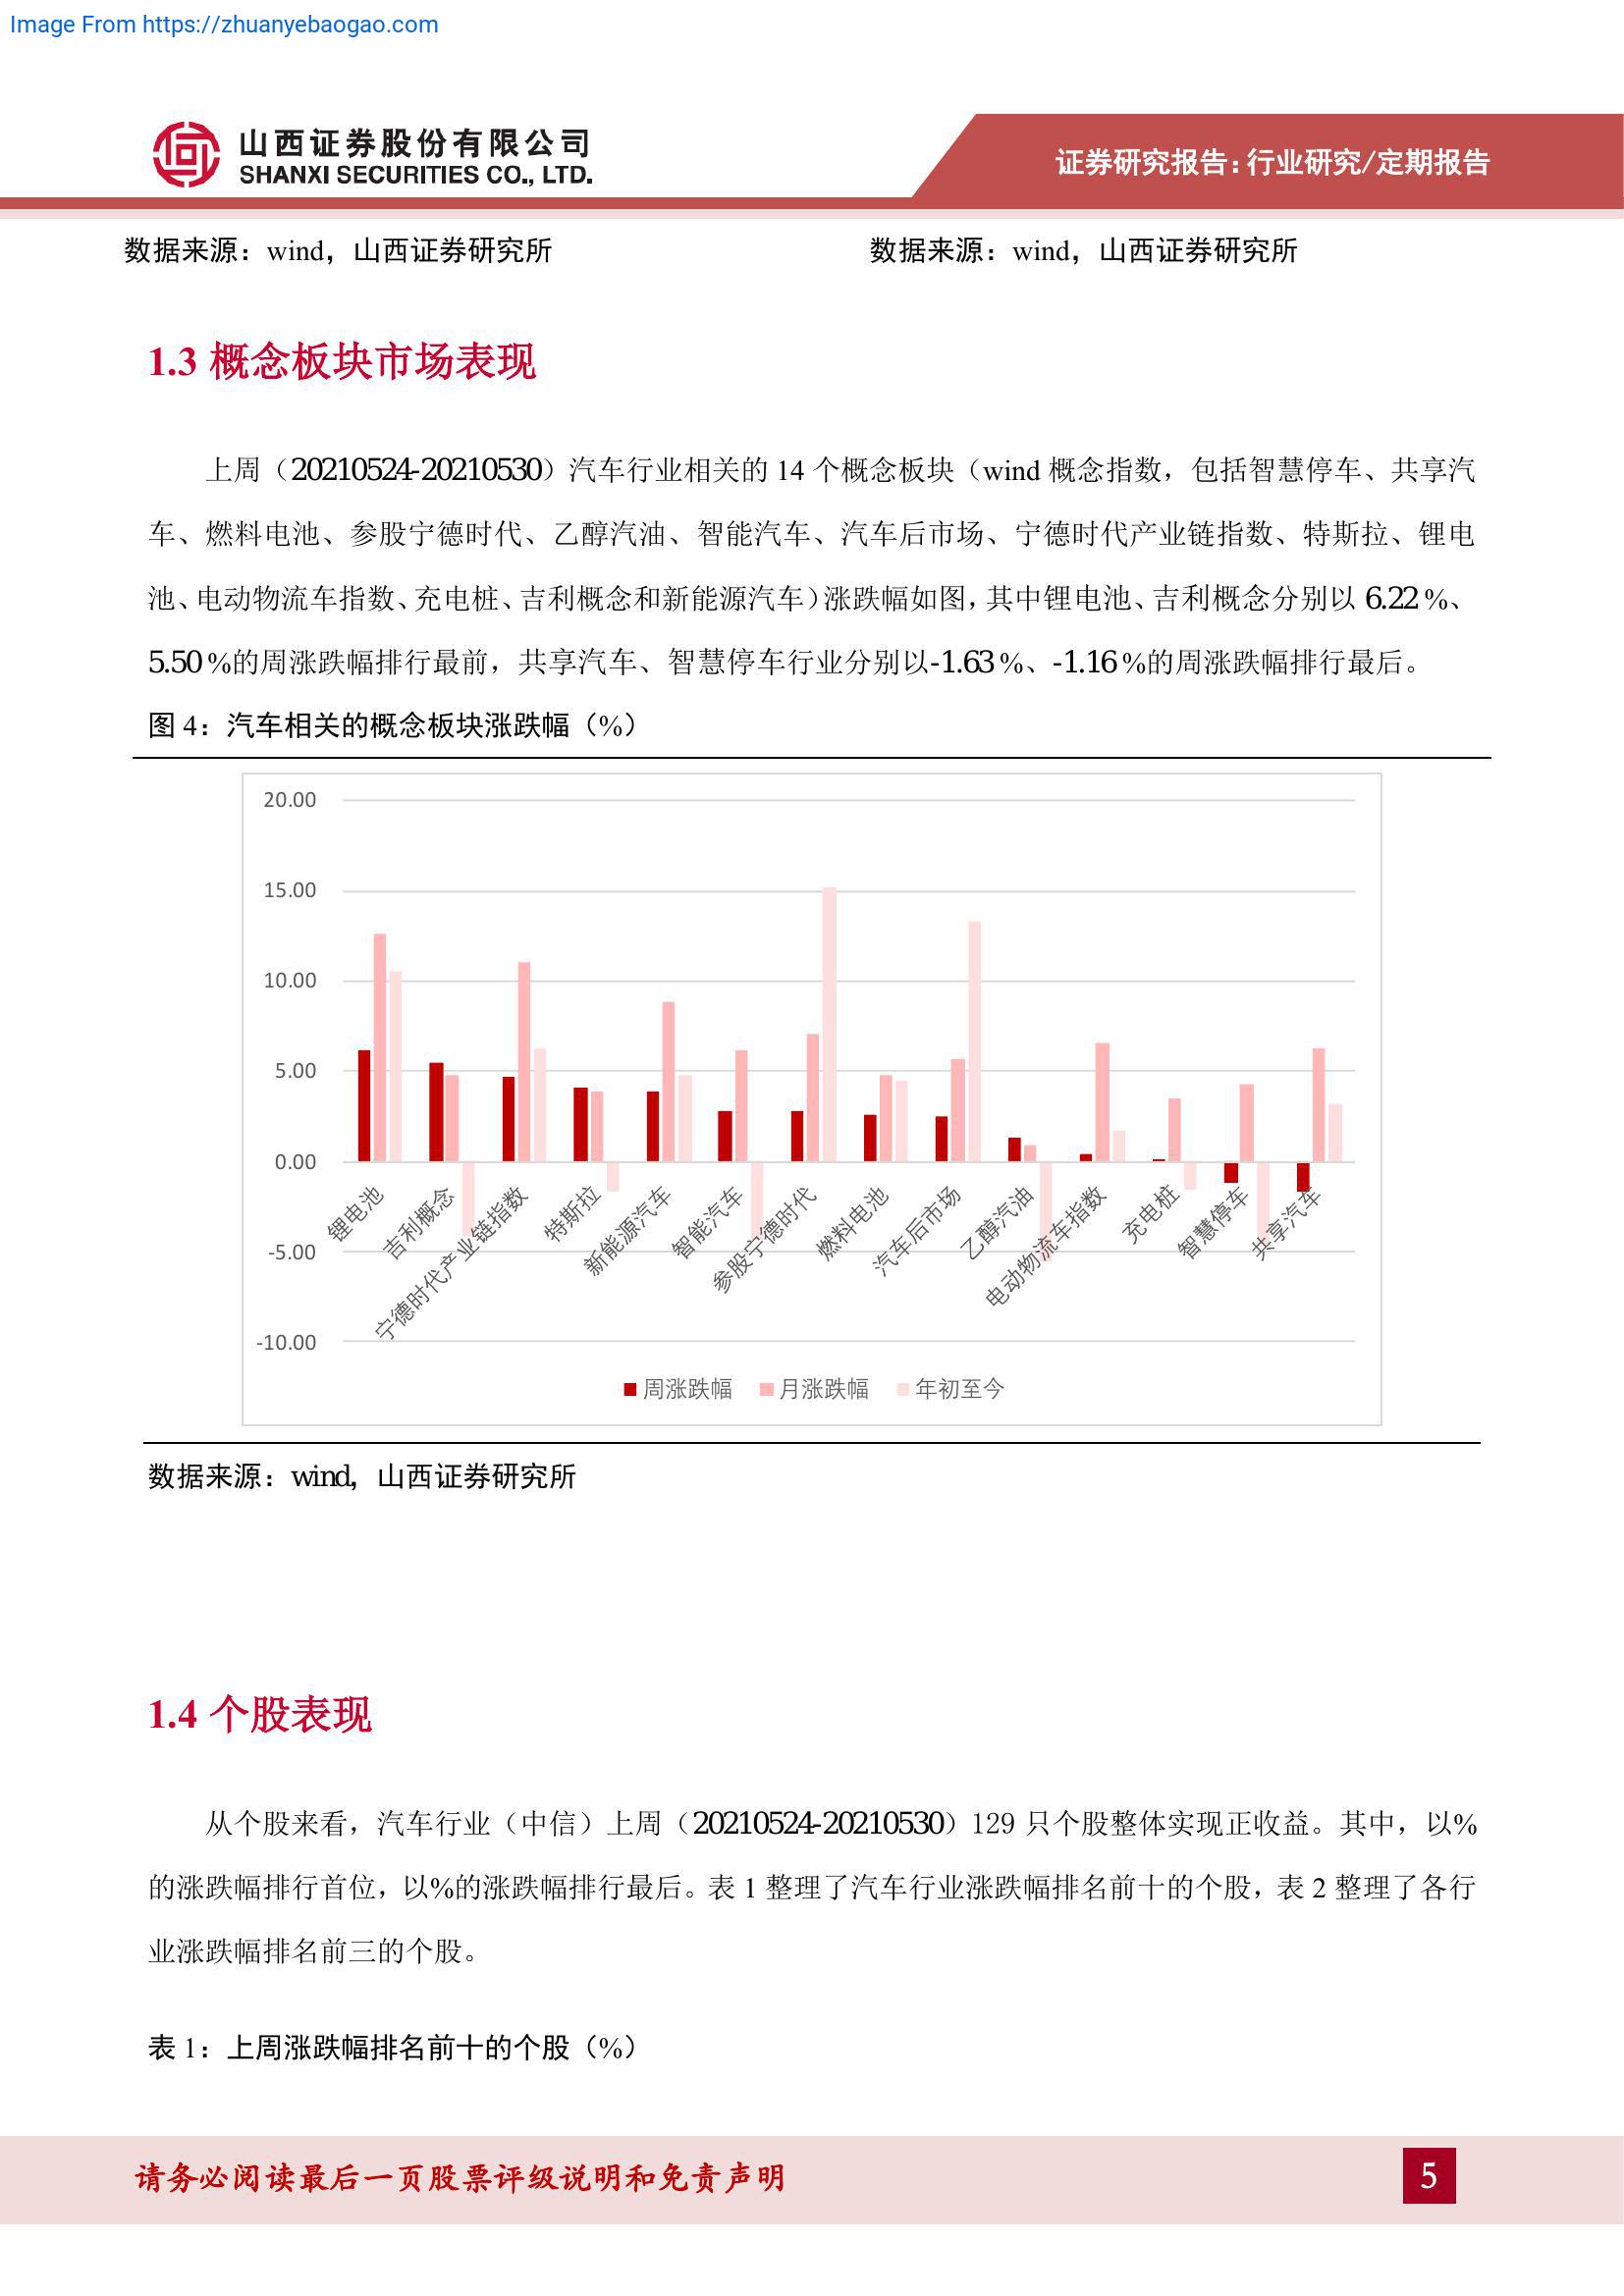 Image From https://zhuanyebaogao.com
山西证券股份有限公司
SHANXI SECURITIES CO., LTD.
证券研究报告：行业研究/定期报告
数据来源：wind，山西证券研究所
数据来源：wind，山西证券研究所
1.3 概念板块市场表现
上周（20210524-20210530）汽车行业相关的 14 个概念板块（wind 概念指数，包括智慧停车、共享汽
车、燃料电池、参股宁德时代、乙醇汽油、智能汽车、汽车后市场、宁德时代产业链指数、特斯拉、锂电
池、电动物流车指数、充电桩、吉利概念和新能源汽车）涨跌幅如图，其中锂电池、吉利概念分别以 6.22 %、
5.50 %的周涨跌幅排行最前，共享汽车、智慧停车行业分别以-1.63 %、-1.16 %的周涨跌幅排行最后。
图 4：汽车相关的概念板块涨跌幅（%）
20.00
15.00
10.00
5.00
0.00
-5.00
-10.00
锂电池
吉利概念
宁德时代产业链指数
特斯拉
新能源汽车
智能汽车
参股宁德时代
燃料电池
汽车后市场
乙醇汽油
电动物流车指数
充电桩
智慧停车
共享汽车
周涨跌幅 月涨跌幅 年初至今
数据来源：wind，山西证券研究所
1.4 个股表现
从个股来看，汽车行业（中信）上周（20210524-20210530）129 只个股整体实现正收益。其中，以%
的涨跌幅排行首位，以%的涨跌幅排行最后。表 1 整理了汽车行业涨跌幅排名前十的个股，表 2 整理了各行
业涨跌幅排名前三的个股。
表 1：上周涨跌幅排名前十的个股（%）
请务必阅读最后一页股票评级说明和免责声明
5